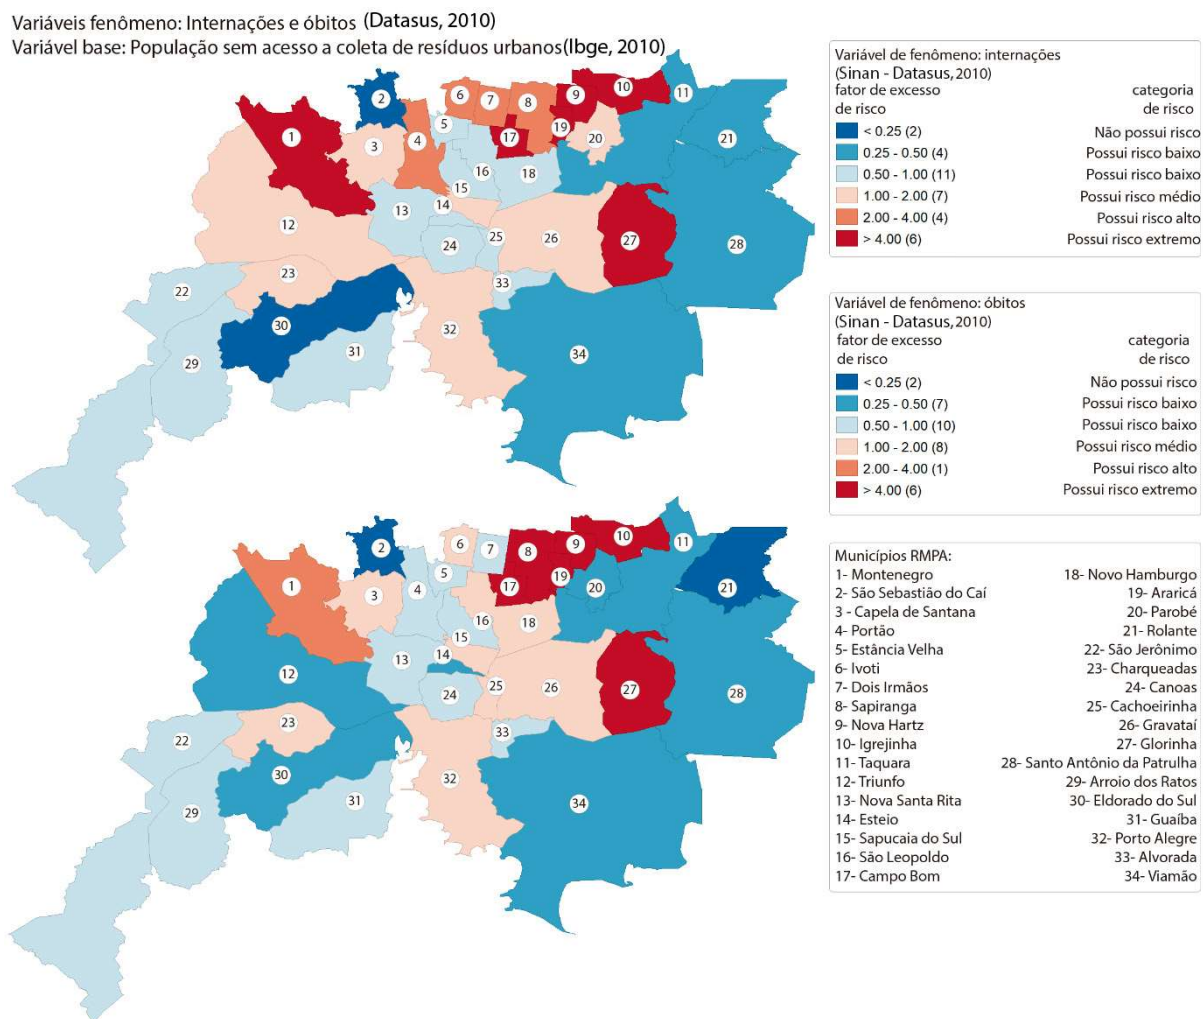 Variáveis fenômeno: Internações e óbitos (Datasus, 2010)
Variável base: População sem acesso a coleta de resíduos urbanos(Ibge, 2010)
Variável de fenômeno: internações
(Sinan - Datasus,2010)
fator de excesso categoria
de risco de risco
< 0.25 (2) Não possui risco
0.25 - 0.50 (4) Possui risco baixo
0.50 - 1.00 (11) Possui risco baixo
1.00 - 2.00 (7) Possui risco médio
2.00 - 4.00 (4) Possui risco alto
> 4.00 (6) Possui risco extremo
2
6
7
8
9
10
11
1
3
4
5
17
19
20
21
16
18
15
12
13
14
24
25
26
27
28
22
23
33
30
32
29
31
34
Variável de fenômeno: óbitos
(Sinan - Datasus,2010)
fator de excesso categoria
de risco de risco
< 0.25 (2) Não possui risco
0.25 - 0.50 (7) Possui risco baixo
0.50 - 1.00 (10) Possui risco baixo
1.00 - 2.00 (8) Possui risco médio
2.00 - 4.00 (1) Possui risco alto
> 4.00 (6) Possui risco extremo
2
6
7
8
9
10
11
1
3
4
5
17
19
20
21
16
18
15
12
13
14
24
25
26
27
28
22
23
33
30
32
29
31
34
Municípios RMPA:
1- Montenegro 18- Novo Hamburgo
2- São Sebastião do Caí 19- Araricá
3 - Capela de Santana 20- Parobé
4- Portão 21- Rolante
5- Estância Velha 22- São Jerônimo
6- Ivoti 23- Charqueadas
7- Dois Irmãos 24- Canoas
8- Sapiranga 25- Cachoeirinha
9- Nova Hartz 26- Gravataí
10- Igrejinha 27- Glorinha
11- Taquara 28- Santo Antônio da Patrulha
12- Triunfo 29- Arroio dos Ratos
13- Nova Santa Rita 30- Eldorado do Sul
14- Esteio 31- Guaíba
15- Sapucaia do Sul 32- Porto Alegre
16- São Leopoldo 33- Alvorada
17- Campo Bom 34- Viamão